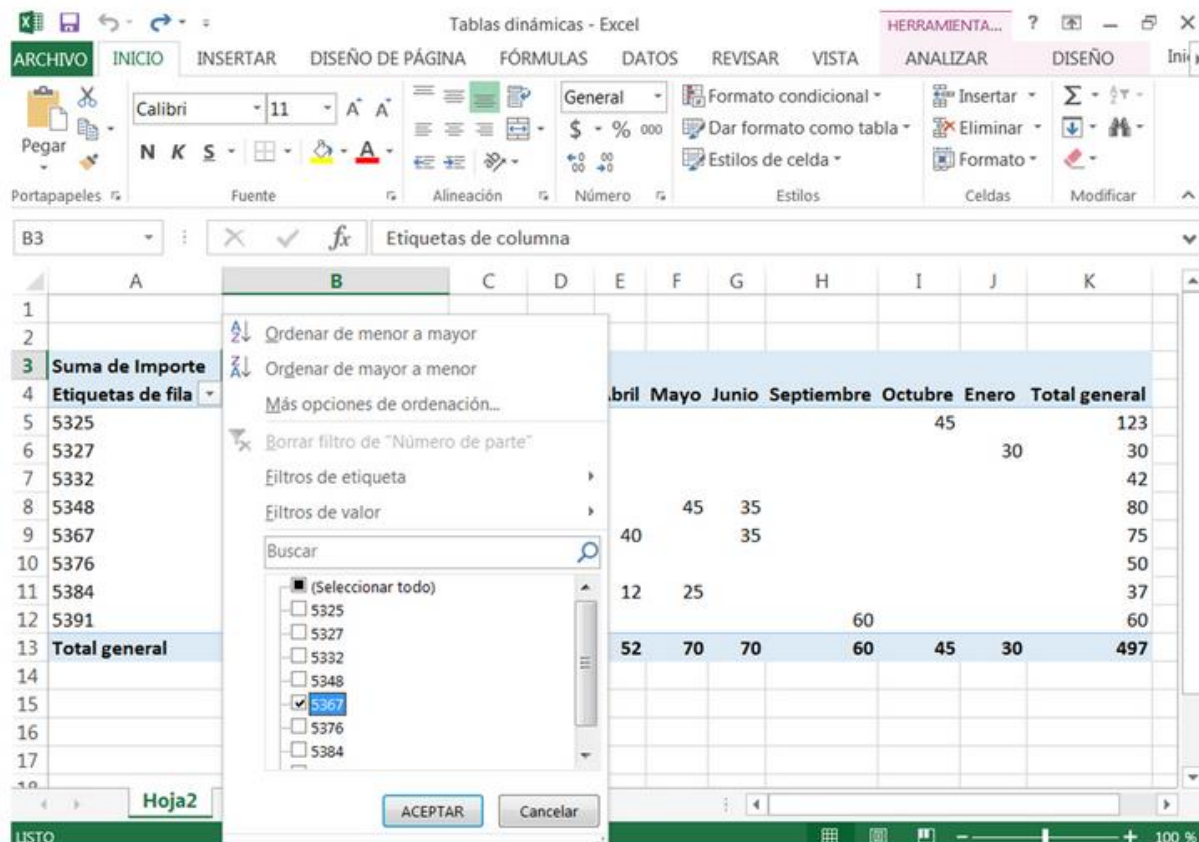 Tablas dinámicas - Excel
HERRAMIENTA... ?
ARCHIVO INICIO INSERTAR DISEÑO DE PÁGINA FÓRMULAS DATOS REVISAR VISTA ANALIZAR DISEÑO
Calibri 11 General Formato condicional Insertar Σ
Pegar $ % 000 Dar formato como tabla Eliminar
N K S A Estilos de celda Formato
Portapapeles Fuente Alineación Número Estilos Celdas Modificar
B3 fx Etiquetas de columna
A B C D E F G H I J K
1
2
3 Suma de Importe
4 Etiquetas de fila bril Mayo Junio Septiembre Octubre Enero Total general
5 5325 45 123
6 5327 30 30
7 5332 42
8 5348 45 35 80
9 5367 40 35 75
10 5376 50
11 5384 12 25 37
12 5391 60 60
13 Total general 52 70 70 60 45 30 497
14
15
16
17
Ordenar de menor a mayor
Ordenar de mayor a menor
Más opciones de ordenación...
Borrar filtro de "Número de parte"
Filtros de etiqueta
Filtros de valor
Buscar
(Seleccionar todo)
5325
5327
5332
5348
5367
5376
5384
ACEPTAR Cancelar
Hoja2
LISTO 100 %